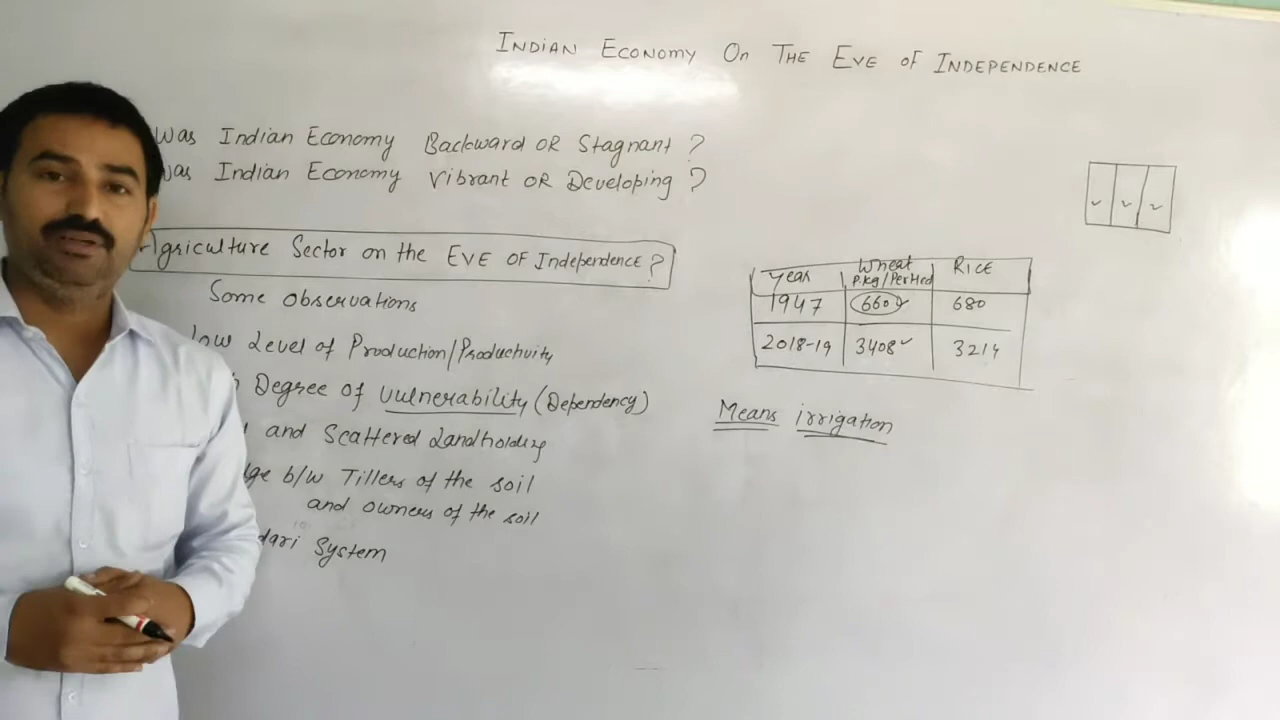 INDIAN ECONOMY ON THE EVE OF INDEPENDENCE
Was Indian Economy Backward OR Stagnant ?
Was Indian Economy Vibrant OR Developing ?
Agriculture Sector on the EVE OF Independence ?
Some Observations
Low Level of Production/Productivity
Degree of Vulnerability (Dependency)
and Scattered Landholding
b/w Tillers of the soil
and owners of the soil
dari System
Year Wheat RICE
1947 660 680
2018-19 3408 3214
Means irrigation